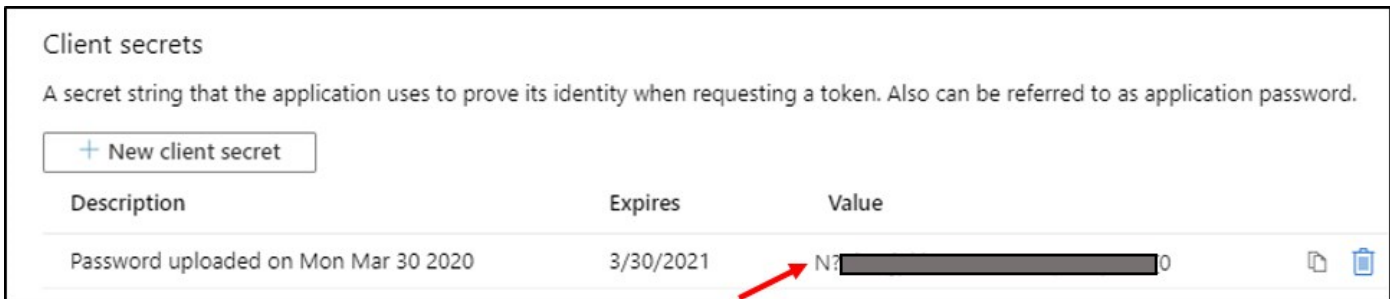 Client secrets
A secret string that the application uses to prove its identity when requesting a token. Also can be referred to as application password.
+ New client secret
Description Expires Value
Password uploaded on Mon Mar 30 2020 3/30/2021 N? 0